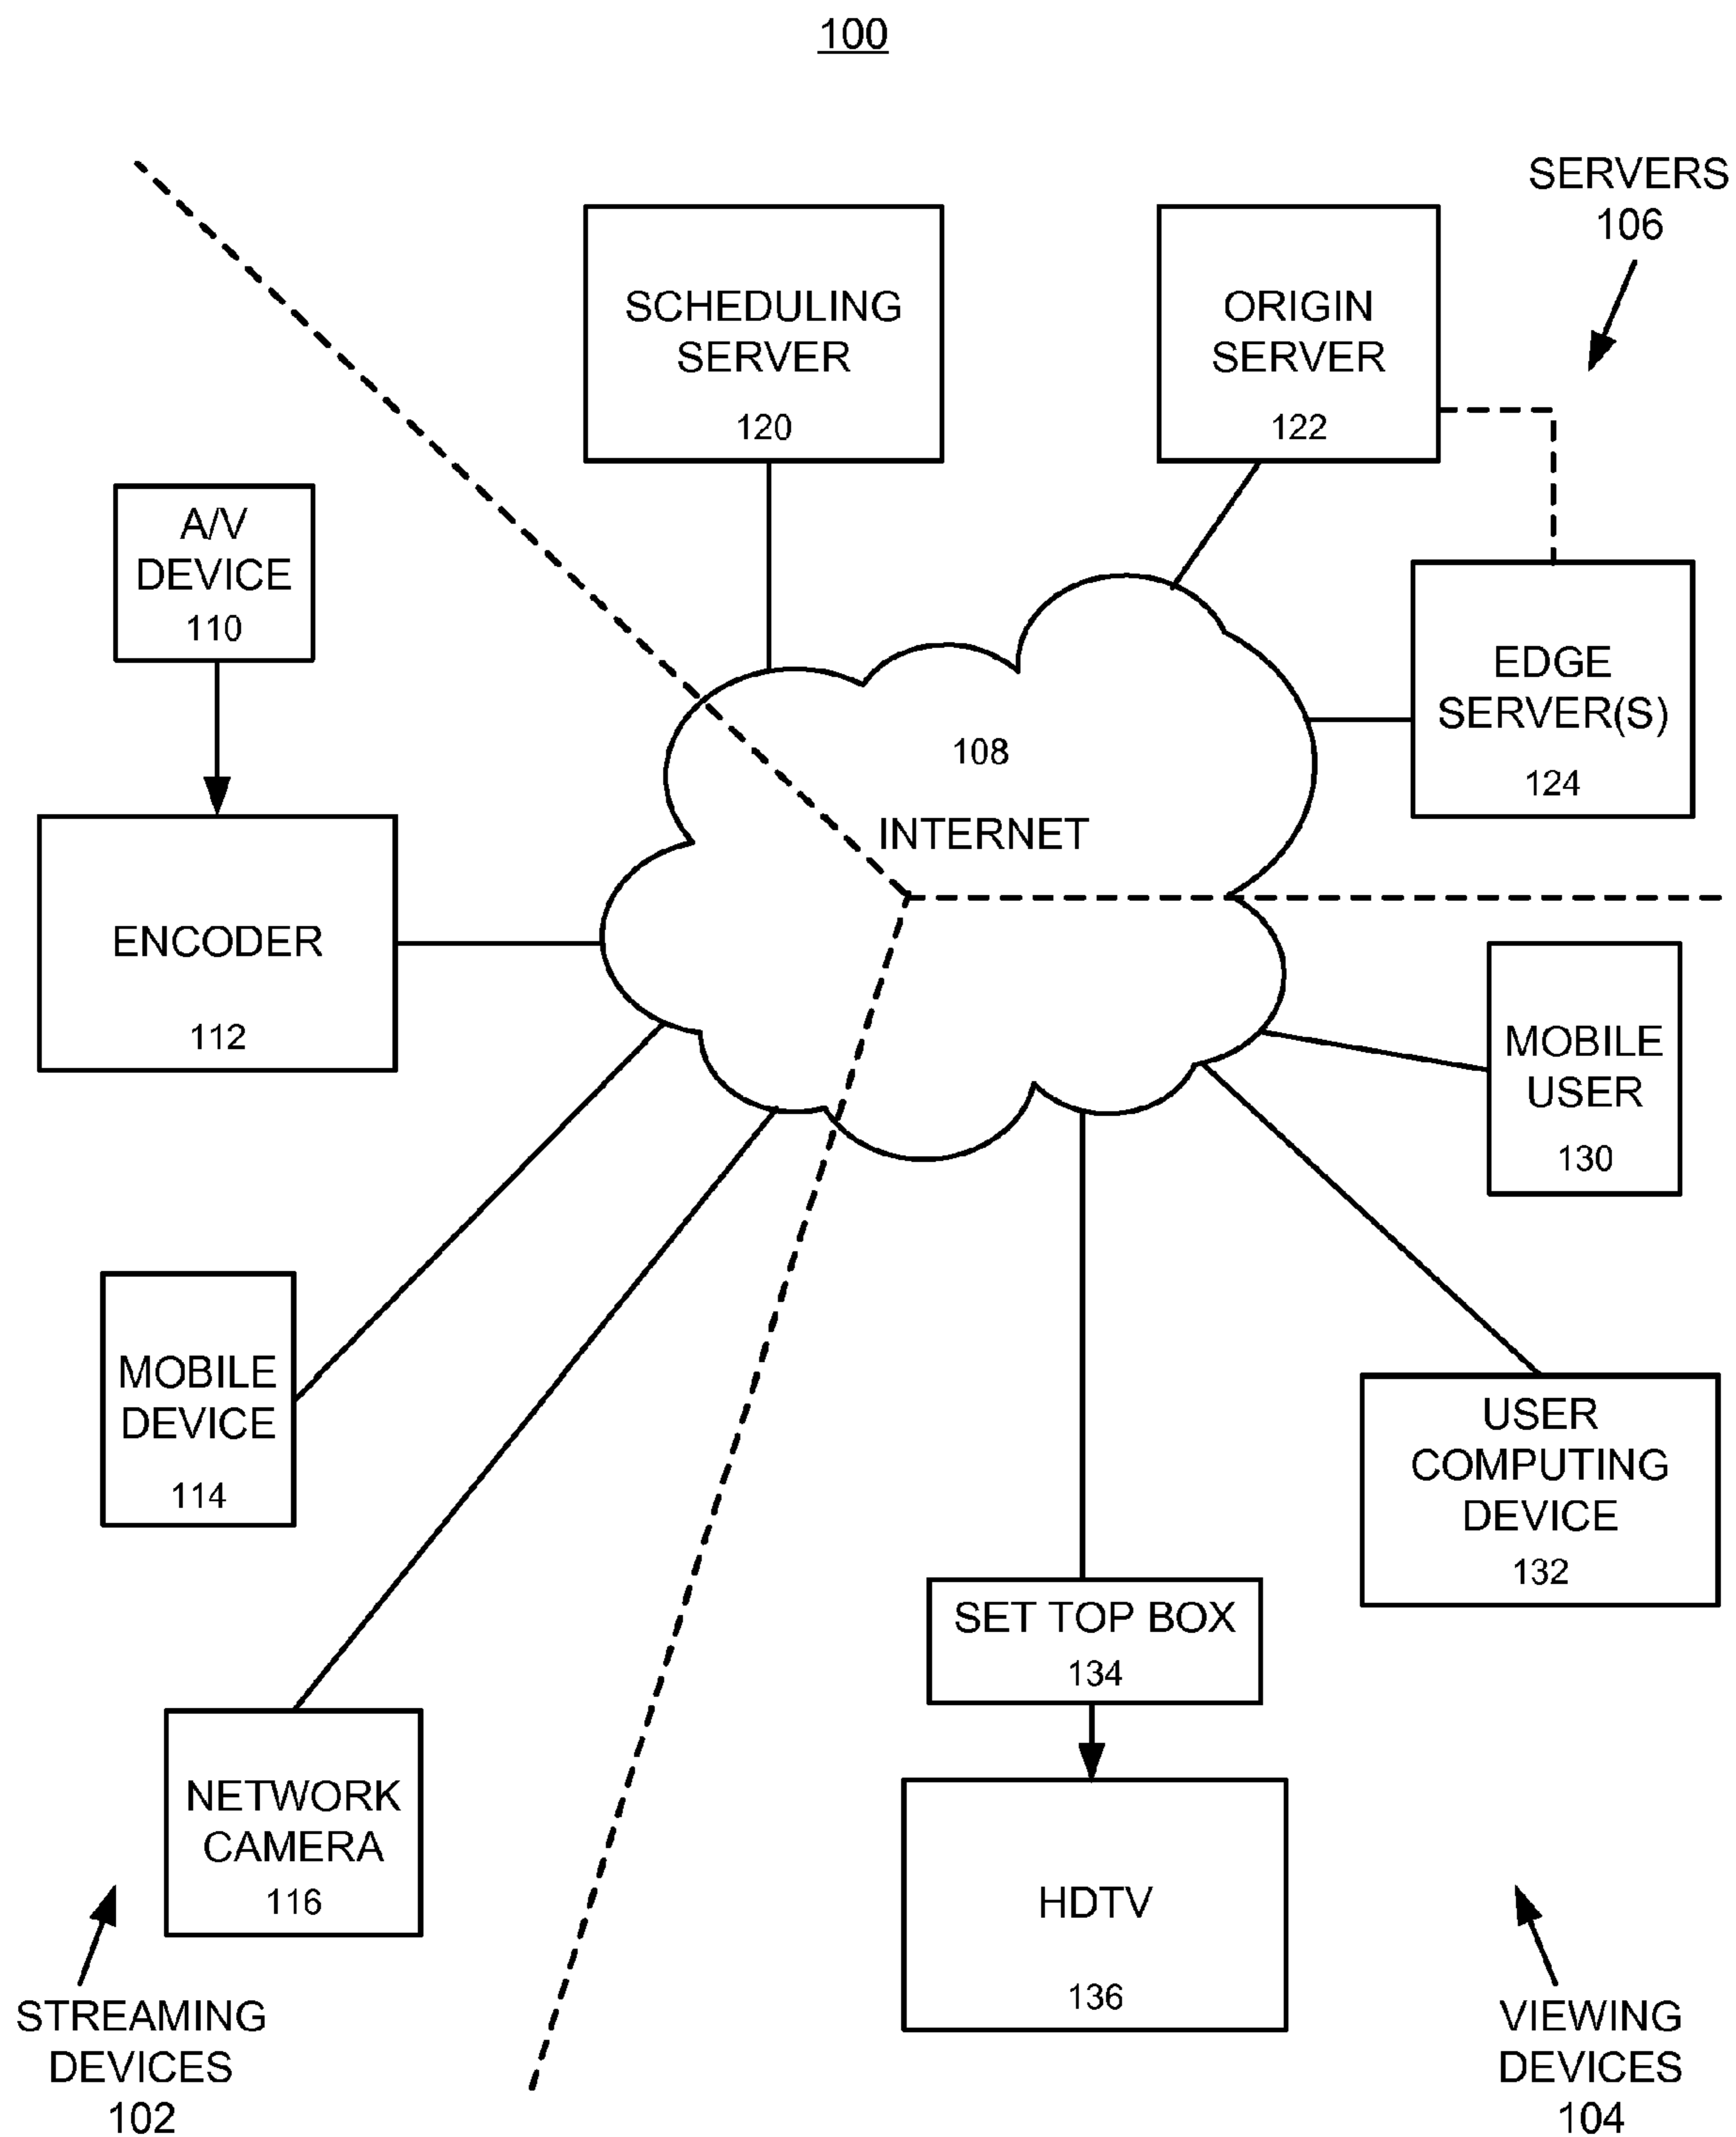 100
SERVERS
106
SCHEDULING
SERVER
120
ORIGIN
SERVER
122
A/V
DEVICE
110
EDGE
SERVER(S)
124
108
INTERNET
ENCODER
112
MOBILE
USER
130
MOBILE
DEVICE
114
USER
COMPUTING
DEVICE
132
SET TOP BOX
134
NETWORK
CAMERA
116
HDTV
136
STREAMING
DEVICES
102
VIEWING
DEVICES
104